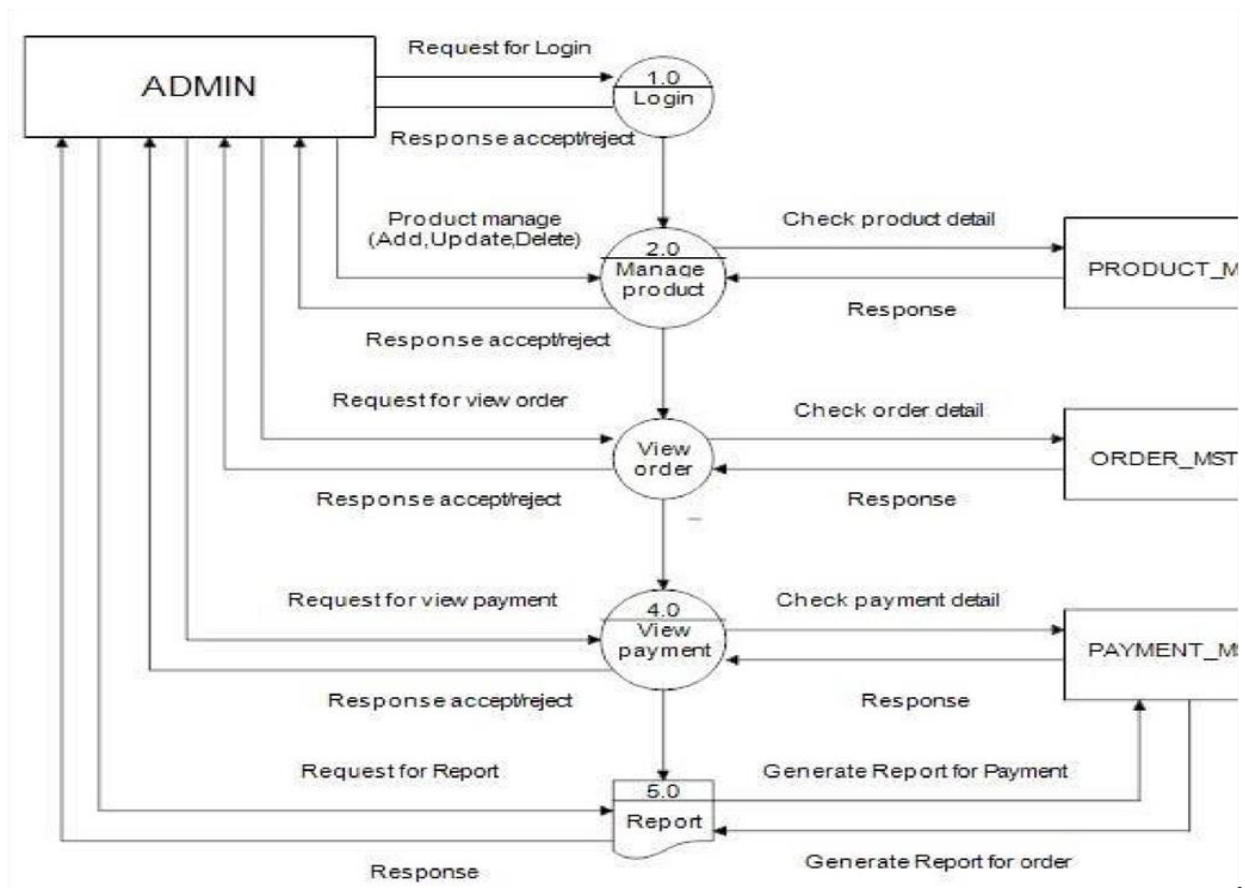 Request for Login
ADMIN
1.0
Login
Response accept/reject
Product manage
(Add,Update,Delete)
Check product detail
2.0
Manage
product
PRODUCT_M
Response
Response accept/reject
Request for view order
Check order detail
View
order
ORDER_MST
Response accept/reject
Response
Request for view payment
Check payment detail
4.0
View
payment
PAYMENT_M
Response accept/reject
Response
Request for Report
Generate Report for Payment
5.0
Report
Response
Generate Report for order